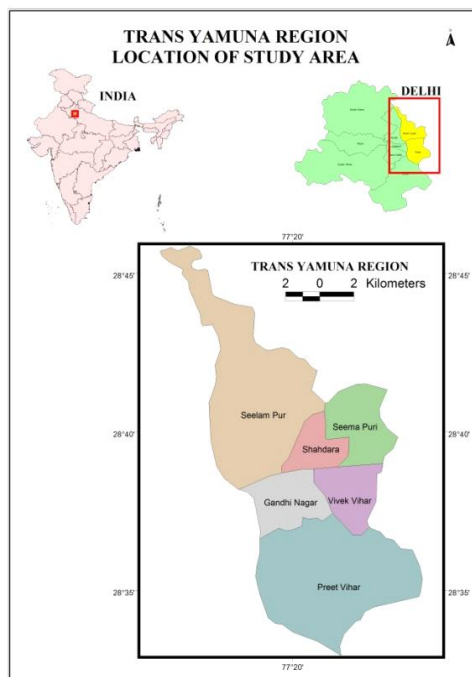 TRANS YAMUNA REGION
LOCATION OF STUDY AREA
INDIA
DELHI
77°20'
TRANS YAMUNA REGION
2 0 2 Kilometers
28°45' 28°45'
Seelam Pur
Seema Puri
28°40' 28°40'
Shahdara
Gandhi Nagar
Vivek Vihar
28°35' 28°35'
Preet Vihar
77°20'